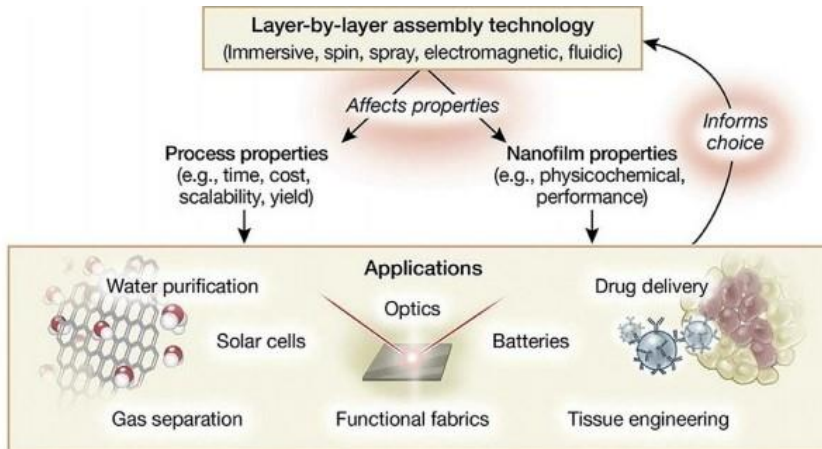 Layer-by-layer assembly technology
(Immersive, spin, spray, electromagnetic, fluidic)
Affects properties
Informs
choice
Process properties
(e.g., time, cost,
scalability, yield)
Nanofilm properties
(e.g., physicochemical,
performance)
Applications
Water purification
Drug delivery
Optics
Solar cells
Batteries
Gas separation
Functional fabrics
Tissue engineering